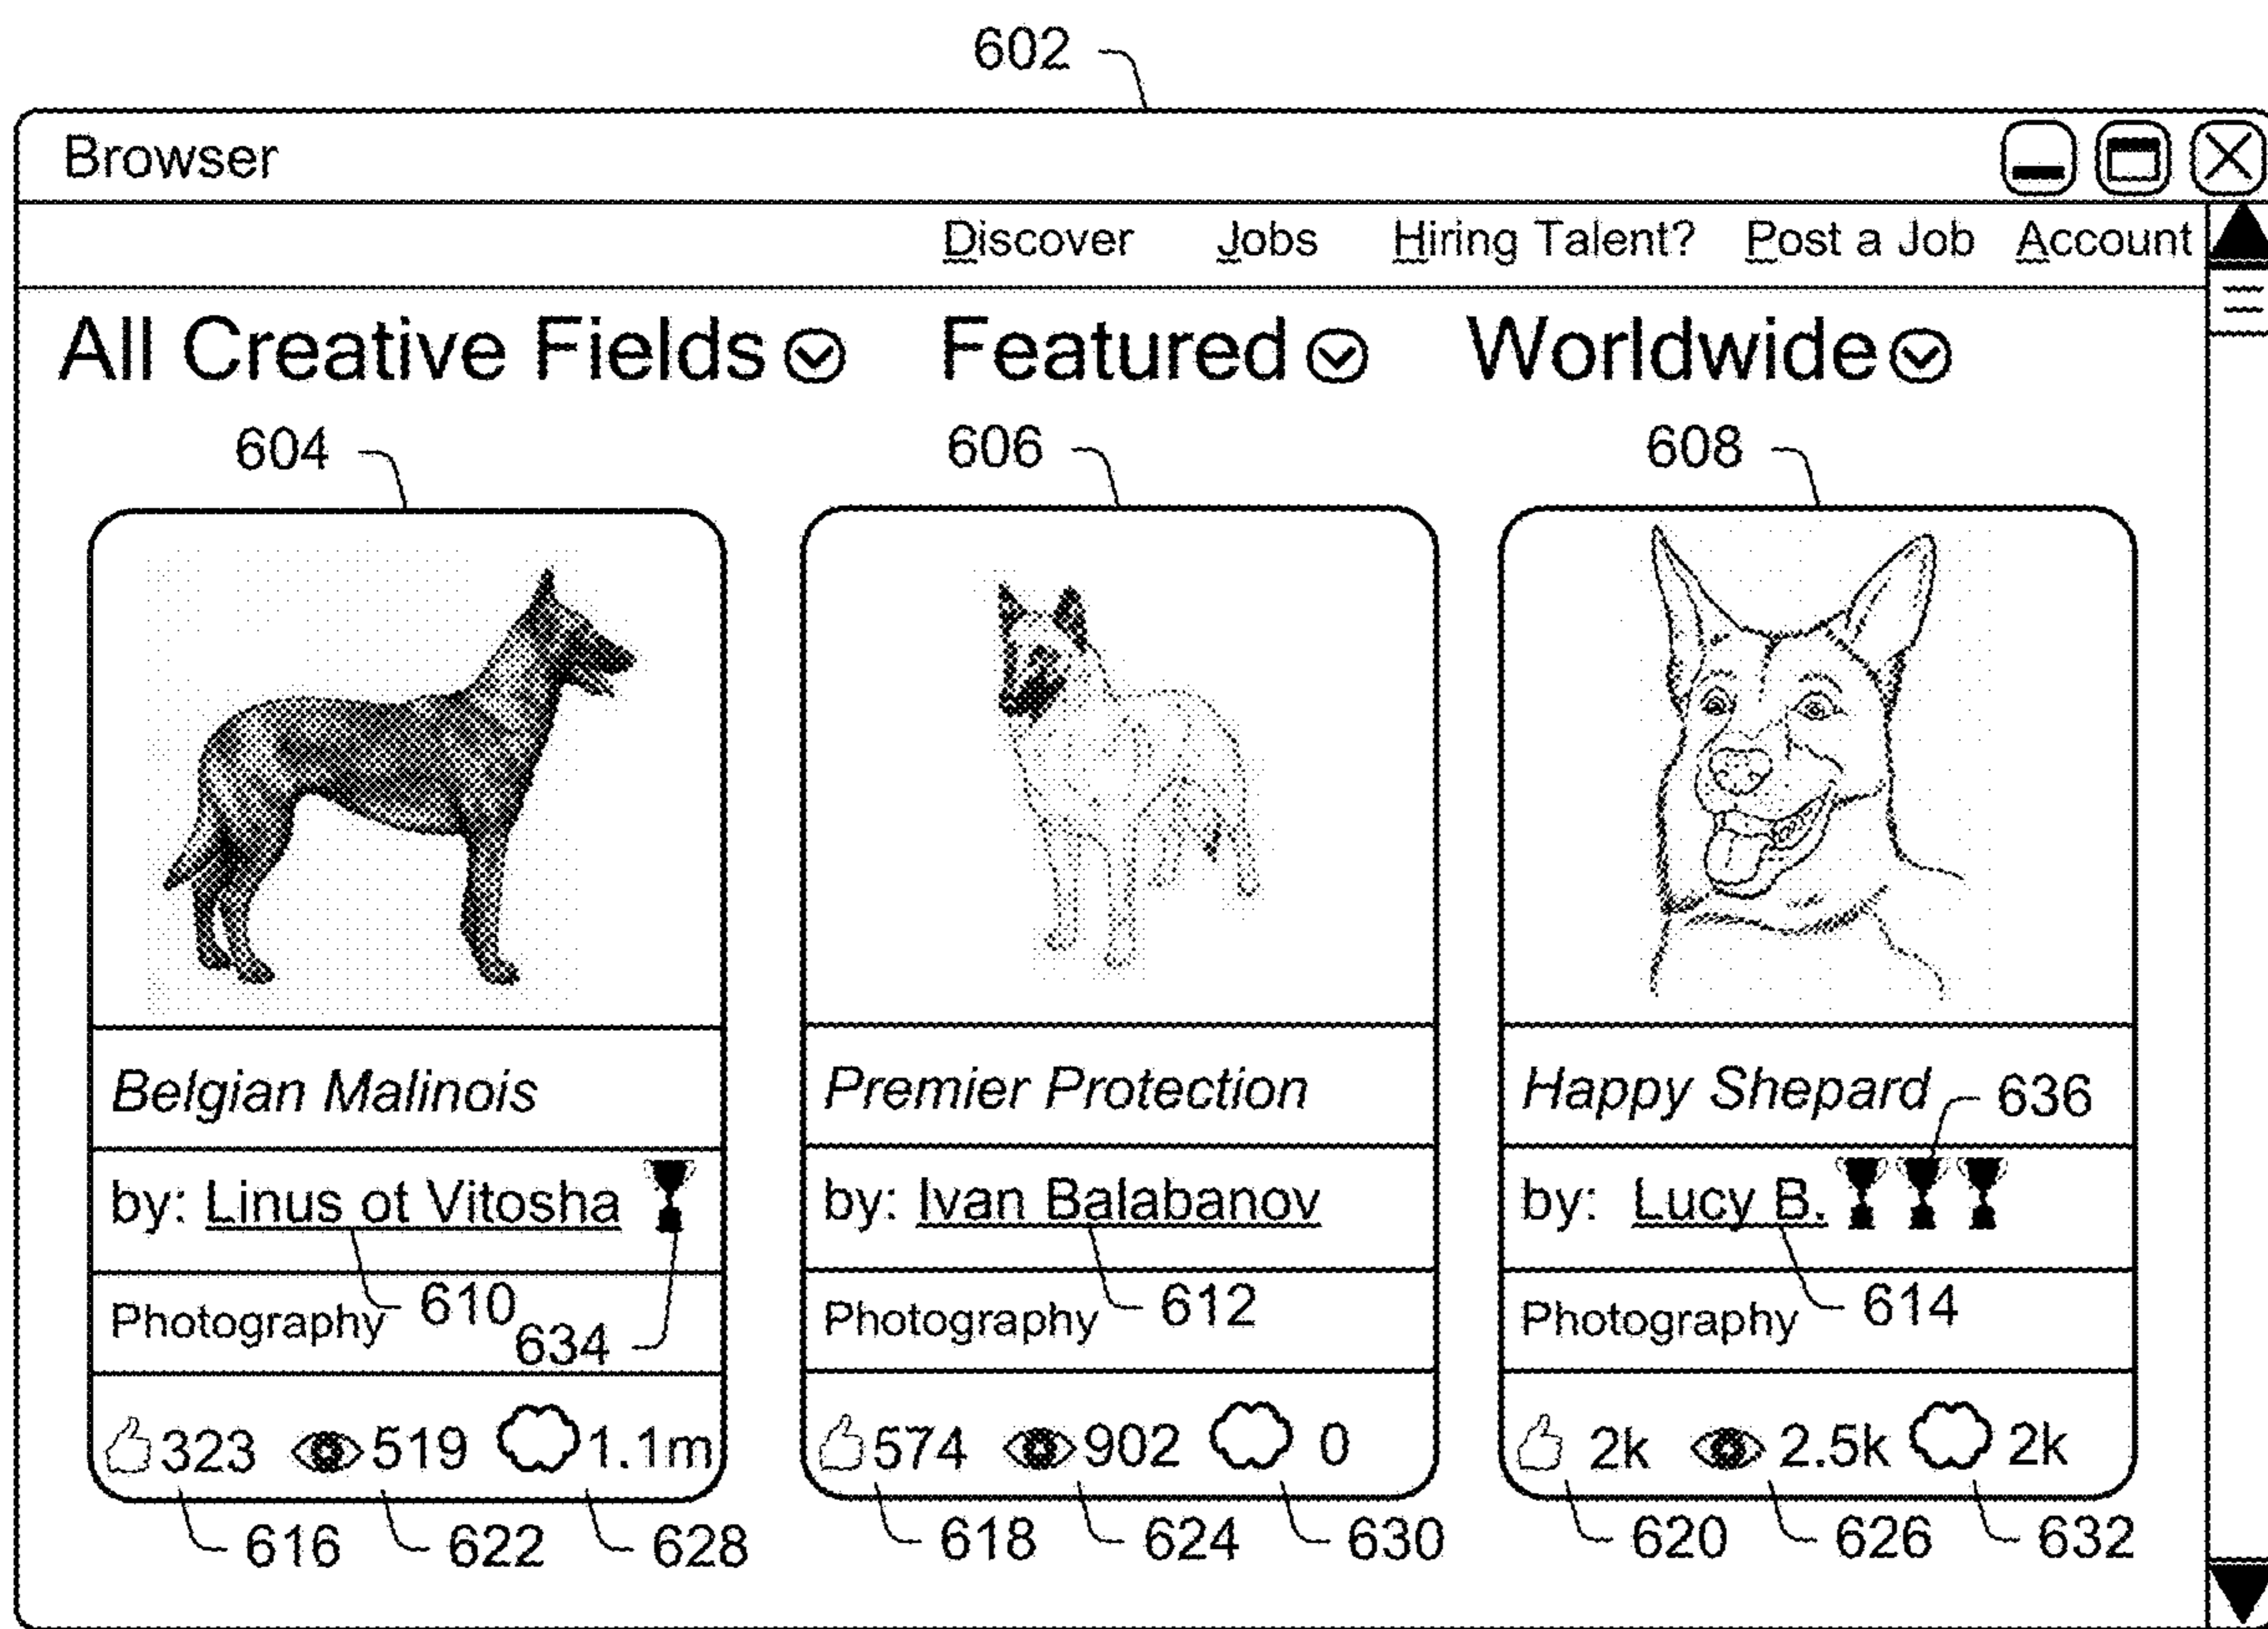 602
Browser
Discover Jobs Hiring Talent? Post a Job Account
All Creative Fields Featured Worldwide
604 606 608
Belgian Malinois Premier Protection Happy Shepard 636
by: Linus ot Vitosha by: Ivan Balabanov by: Lucy B.
Photography 610 Photography 612 Photography 614
634
323 519 1.1m 574 902 0 2k 2.5k 2k
616 622 628 618 624 630 620 626 632